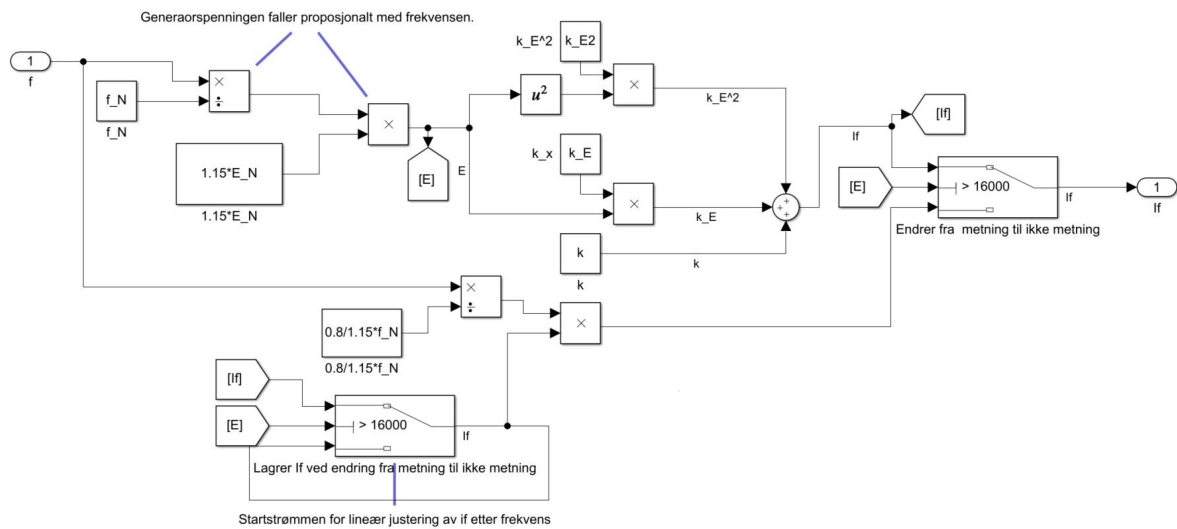 Generaorspenningen faller proposjonalt med frekvensen.
1
f
f_N
f_N
×
÷
1.15*E_N
1.15*E_N
×
[E]
E
k_E^2
k_E2
u²
×
k_E^2
k_x
k_E
×
k_E
k
k
k
+
+
+
If
[If]
[E]
> 16000
If
Endrer fra metning til ikke metning
1
If
×
÷
0.8/1.15*f_N
0.8/1.15*f_N
×
[If]
[E]
> 16000
If
Lagrer If ved endring fra metning til ikke metning
Startstrømmen for lineær justering av if etter frekvens